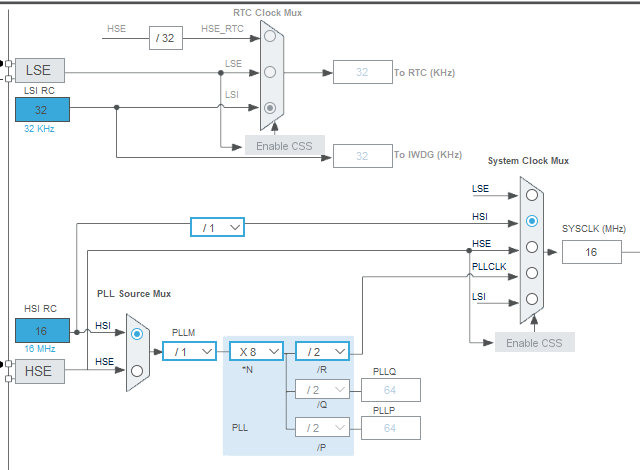 RTC Clock Mux
HSE
/ 32
HSE_RTC
LSE
LSE
32
To RTC (KHz)
LSI RC
32
LSI
32 KHz
Enable CSS
32
To IWDG (KHz)
System Clock Mux
LSE
/ 1
HSI
SYSCLK (MHz)
HSE
16
PLLCLK
PLL Source Mux
LSI
HSI RC
16
HSI
PLLM
Enable CSS
16 MHz
/ 1
X 8
/ 2
HSE
HSE
*N
/R
PLLQ
/ 2
64
/Q
PLLP
PLL
/ 2
64
/P